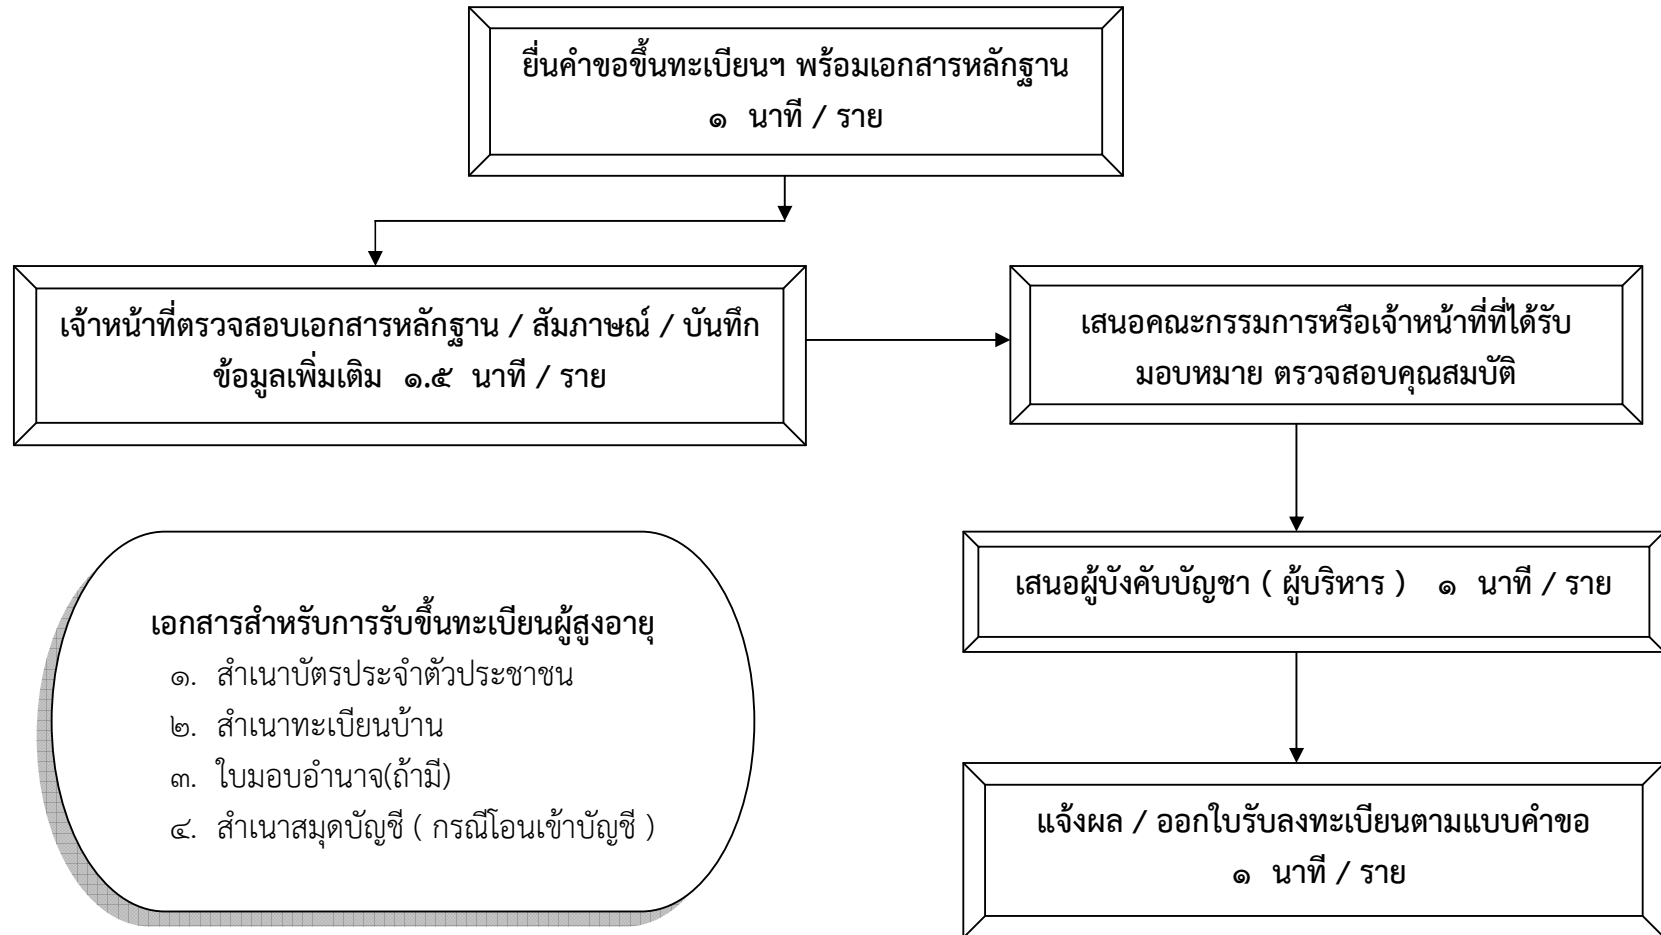 ยื่นคำขอขึ้นทะเบียนฯ พร้อมเอกสารหลักฐาน
๑ นาที / ราย
เจ้าหน้าที่ตรวจสอบเอกสารหลักฐาน / สัมภาษณ์ / บันทึก
ข้อมูลเพิ่มเติม ๑.๕ นาที / ราย
เสนอคณะกรรมการหรือเจ้าหน้าที่ที่ได้รับ
มอบหมาย ตรวจสอบคุณสมบัติ
เสนอผู้บังคับบัญชา ( ผู้บริหาร ) ๑ นาที / ราย
แจ้งผล / ออกใบรับลงทะเบียนตามแบบคำขอ
๑ นาที / ราย
เอกสารสำหรับการรับขึ้นทะเบียนผู้สูงอายุ
๑. สำเนาบัตรประจำตัวประชาชน
๒. สำเนาทะเบียนบ้าน
๓. ใบมอบอำนาจ(ถ้ามี)
๔. สำเนาสมุดบัญชี ( กรณีโอนเข้าบัญชี )